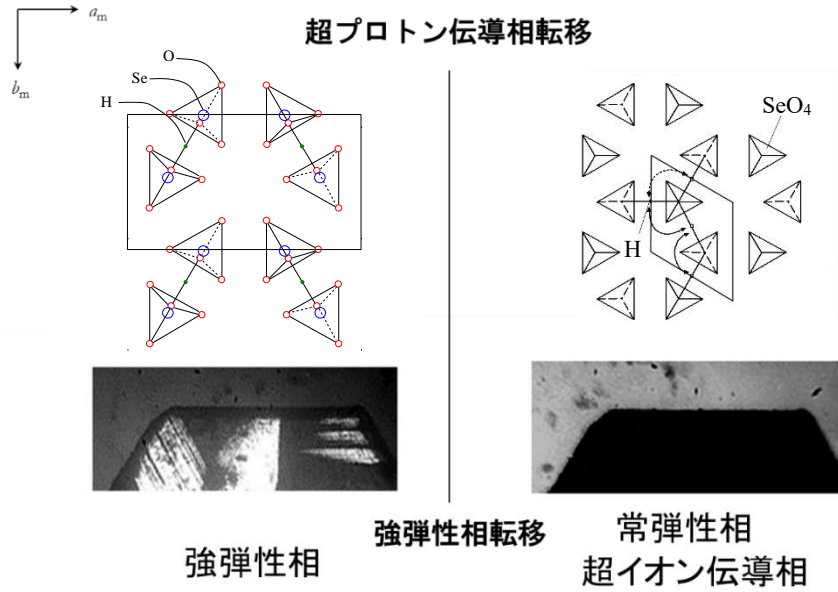 a_m
b_m
超プロトン伝導相転移
O
Se
H
SeO₄
H
強弾性相
強弾性相転移
常弾性相
超イオン伝導相